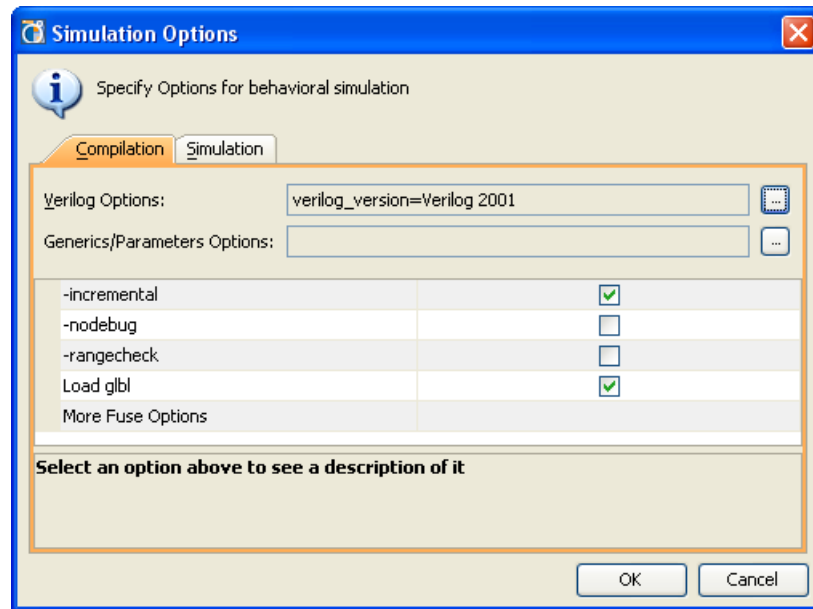 Simulation Options
Specify Options for behavioral simulation
Compilation Simulation
Verilog Options: verilog_version=Verilog 2001 ...
Generics/Parameters Options: ...
-incremental
-nodebug
-rangecheck
Load glbl
More Fuse Options
Select an option above to see a description of it
OK Cancel